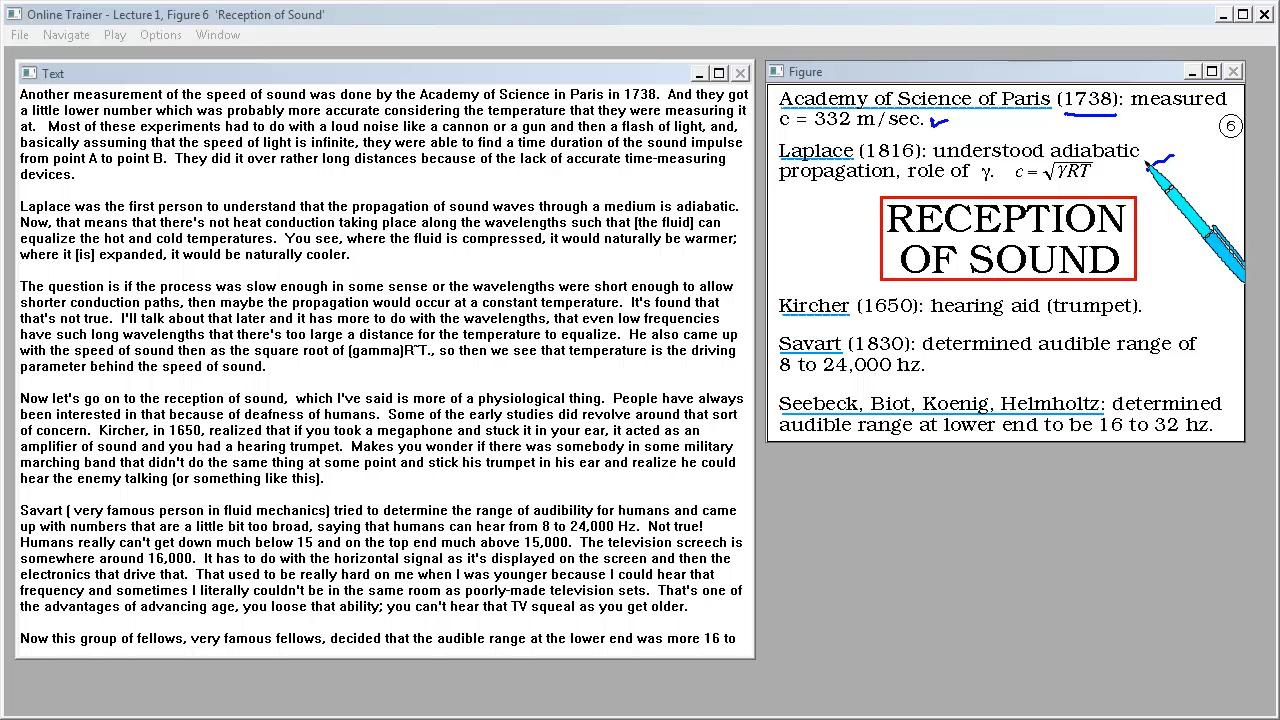 Online Trainer - Lecture 1, Figure 6  'Reception of Sound'
File Navigate Play Options Window
Text
Another measurement of the speed of sound was done by the Academy of Science in Paris in 1738.  And they got
a little lower number which was probably more accurate considering the temperature that they were measuring it
at.   Most of these experiments had to do with a loud noise like a cannon or a gun and then a flash of light, and,
basically assuming that the speed of light is infinite, they were able to find a time duration of the sound impulse
from point A to point B.  They did it over rather long distances because of the lack of accurate time-measuring
devices.
Laplace was the first person to understand that the propagation of sound waves through a medium is adiabatic.
Now, that means that there's not heat conduction taking place along the wavelengths such that [the fluid] can
equalize the hot and cold temperatures.  You see, where the fluid is compressed, it would naturally be warmer;
where it [is] expanded, it would be naturally cooler.
The question is if the process was slow enough in some sense or the wavelengths were short enough to allow
shorter conduction paths, then maybe the propagation would occur at a constant temperature.  It's found that
that's not true.  I'll talk about that later and it has more to do with the wavelengths, that even low frequencies
have such long wavelengths that there's too large a distance for the temperature to equalize.  He also came up
with the speed of sound then as the square root of (gamma)R~T., so then we see that temperature is the driving
parameter behind the speed of sound.
Now let's go on to the reception of sound,  which I've said is more of a physiological thing.  People have always
been interested in that because of deafness of humans.  Some of the early studies did revolve around that sort
of concern.  Kircher, in 1650, realized that if you took a megaphone and stuck it in your ear, it acted as an
amplifier of sound and you had a hearing trumpet.  Makes you wonder if there was somebody in some military
marching band that didn't do the same thing at some point and stick his trumpet in his ear and realize he could
hear the enemy talking (or something like this).
Savart ( very famous person in fluid mechanics) tried to determine the range of audibility for humans and came
up with numbers that are a little bit too broad, saying that humans can hear from 8 to 24,000 Hz.  Not true!
Humans really can't get down much below 15 and on the top end much above 15,000.  The television screech is
somewhere around 16,000.  It has to do with the horizontal signal as it's displayed on the screen and then the
electronics that drive that.  That used to be really hard on me when I was younger because I could hear that
frequency and sometimes I literally couldn't be in the same room as poorly-made television sets.  That's one of
the advantages of advancing age, you loose that ability; you can't hear that TV squeal as you get older.
Now this group of fellows, very famous fellows, decided that the audible range at the lower end was more 16 to
Figure
Academy of Science of Paris (1738): measured
c = 332 m/sec.
6
Laplace (1816): understood adiabatic
propagation, role of γ. c = √γRT
RECEPTION
OF SOUND
Kircher (1650): hearing aid (trumpet).
Savart (1830): determined audible range of
8 to 24,000 hz.
Seebeck, Biot, Koenig, Helmholtz: determined
audible range at lower end to be 16 to 32 hz.